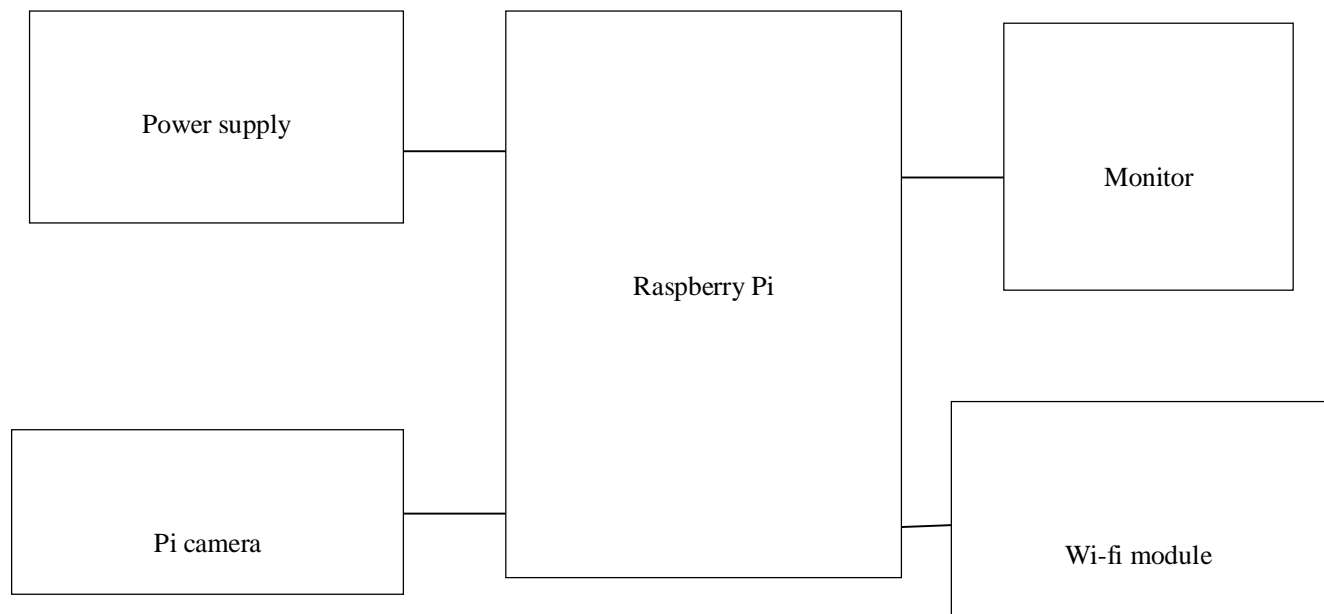 Power supply
Monitor
Raspberry Pi
Pi camera
Wi-fi module